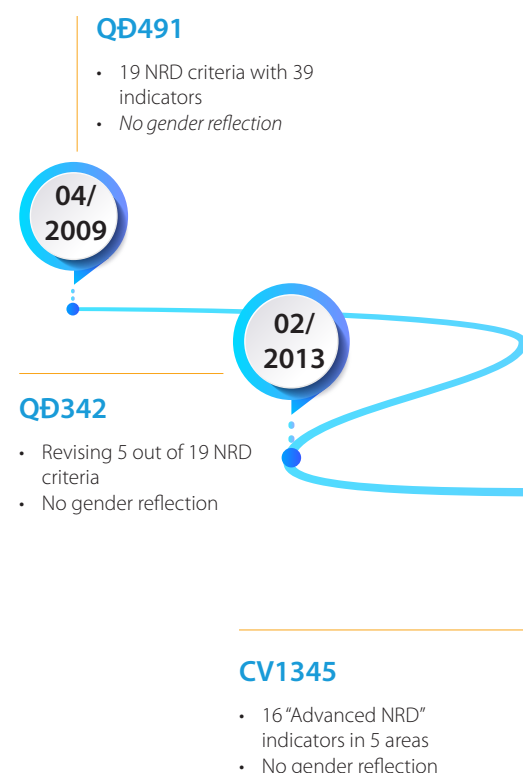 QĐ491
• 19 NRD criteria with 39
indicators
• No gender reflection
04/
2009
02/
2013
QĐ342
• Revising 5 out of 19 NRD
criteria
• No gender reflection
CV1345
• 16 “Advanced NRD”
indicators in 5 areas
• No gender reflection